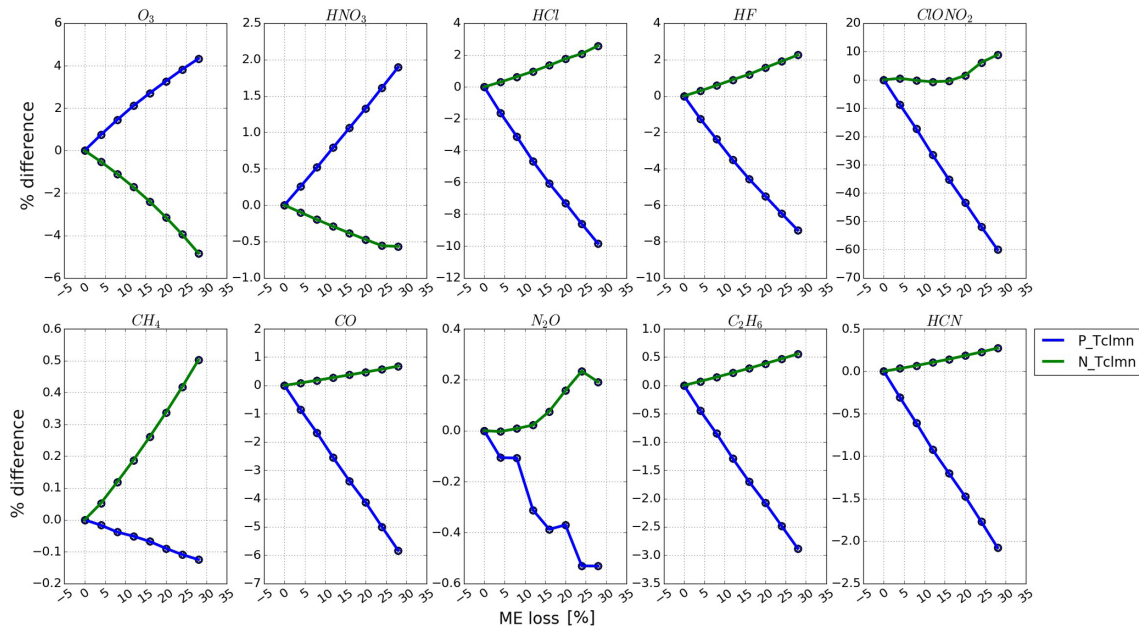 O3 HNO3 HCl HF ClONO2
6 2.5 4 4 20
4 2.0 2 2 10
2 1.5 0 0 0
0 1.0 −2 −2 −10
−2 0.5 −4 −4 −20
−4 0.0 −6 −6 −30
−6 −0.5 −8 −8 −40
−1.0 −10 −10 −50
−12 −60
−70
% difference
−5 0 5 10 15 20 25 30 35 −5 0 5 10 15 20 25 30 35 −5 0 5 10 15 20 25 30 35 −5 0 5 10 15 20 25 30 35 −5 0 5 10 15 20 25 30 35
CH4 CO N2O C2H6 HCN
0.6 2 0.4 1.0 0.5
0.5 1 0.2 0.5 0.0
0.4 0 0.0 0.0 −0.5
0.3 −1 −0.2 −0.5 −1.0
0.2 −2 −0.4 −1.0 −1.5
0.1 −3 −0.6 −1.5 −2.0
0.0 −4 −2.0 −2.5
−0.1 −5 −2.5
−0.2 −6 −3.0
−7 −3.5
% difference
P_Tclmn
N_Tclmn
−5 0 5 10 15 20 25 30 35 −5 0 5 10 15 20 25 30 35 −5 0 5 10 15 20 25 30 35 −5 0 5 10 15 20 25 30 35 −5 0 5 10 15 20 25 30 35
ME loss [%]